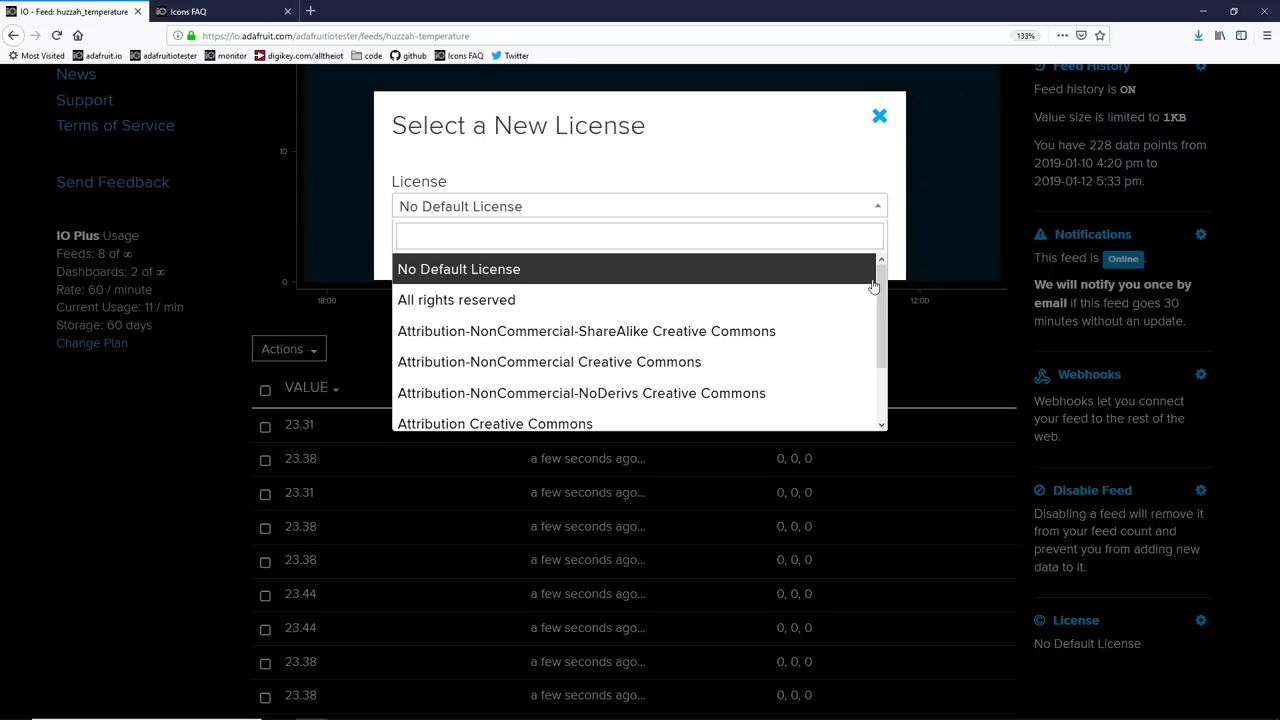 IO - Feed: huzzah_temperature
Icons FAQ
https://io.adafruit.com/adafruitiotester/feeds/huzzah-temperature
133%
Most Visited
adafruit.io
adafruitiotester
monitor
digikey.com/alltheiot
code
github
Icons FAQ
Twitter
News
Support
Terms of Service
Send Feedback
IO Plus Usage
Feeds: 8 of ∞
Dashboards: 2 of ∞
Rate: 60 / minute
Current Usage: 11 / min
Storage: 60 days
Change Plan
10
0
18:00
12:00
Select a New License
License
No Default License
No Default License
All rights reserved
Attribution-NonCommercial-ShareAlike Creative Commons
Attribution-NonCommercial Creative Commons
Attribution-NonCommercial-NoDerivs Creative Commons
Attribution Creative Commons
Actions
VALUE
23.31
23.38 a few seconds ago... 0, 0, 0
23.31 a few seconds ago... 0, 0, 0
23.38 a few seconds ago... 0, 0, 0
23.38 a few seconds ago... 0, 0, 0
23.44 a few seconds ago... 0, 0, 0
23.44 a few seconds ago... 0, 0, 0
23.38 a few seconds ago... 0, 0, 0
23.38 a few seconds ago... 0, 0, 0
Feed History
Feed history is ON
Value size is limited to 1KB
You have 228 data points from
2019-01-10 4:20 pm to
2019-01-12 5:33 pm.
Notifications
This feed is Online.
We will notify you once by
email if this feed goes 30
minutes without an update.
Webhooks
Webhooks let you connect
your feed to the rest of the
web.
Disable Feed
Disabling a feed will remove it
from your feed count and
prevent you from adding new
data to it.
License
No Default License